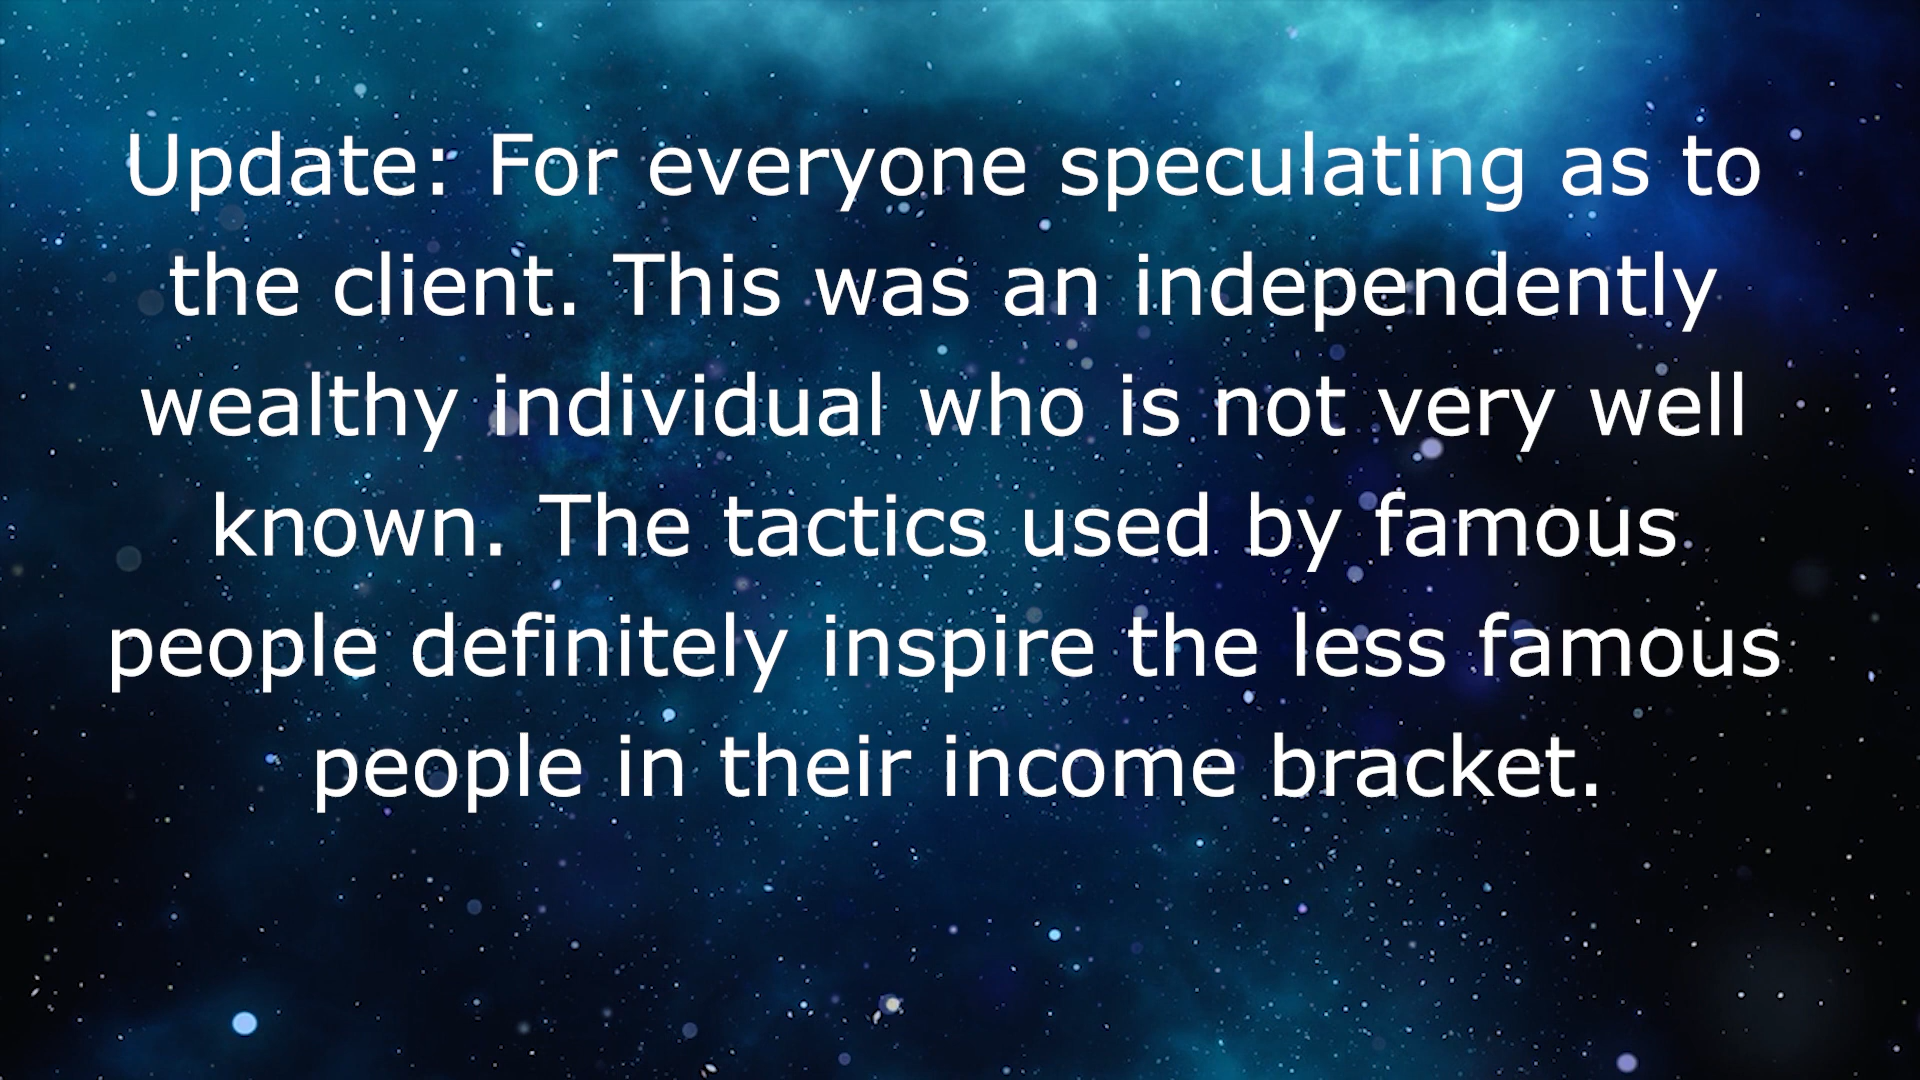 Update: For everyone speculating as to
the client. This was an independently
wealthy individual who is not very well
known. The tactics used by famous
people definitely inspire the less famous
people in their income bracket.